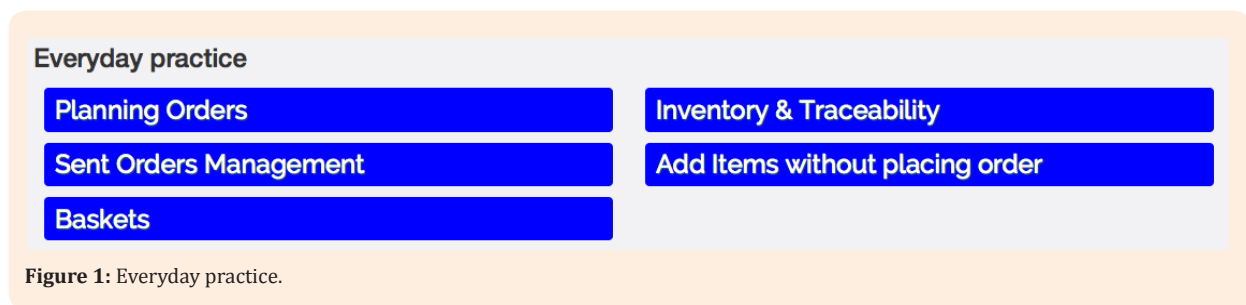 Everyday practice
Planning Orders
Inventory & Traceability
Sent Orders Management
Add Items without placing order
Baskets
Figure 1: Everyday practice.